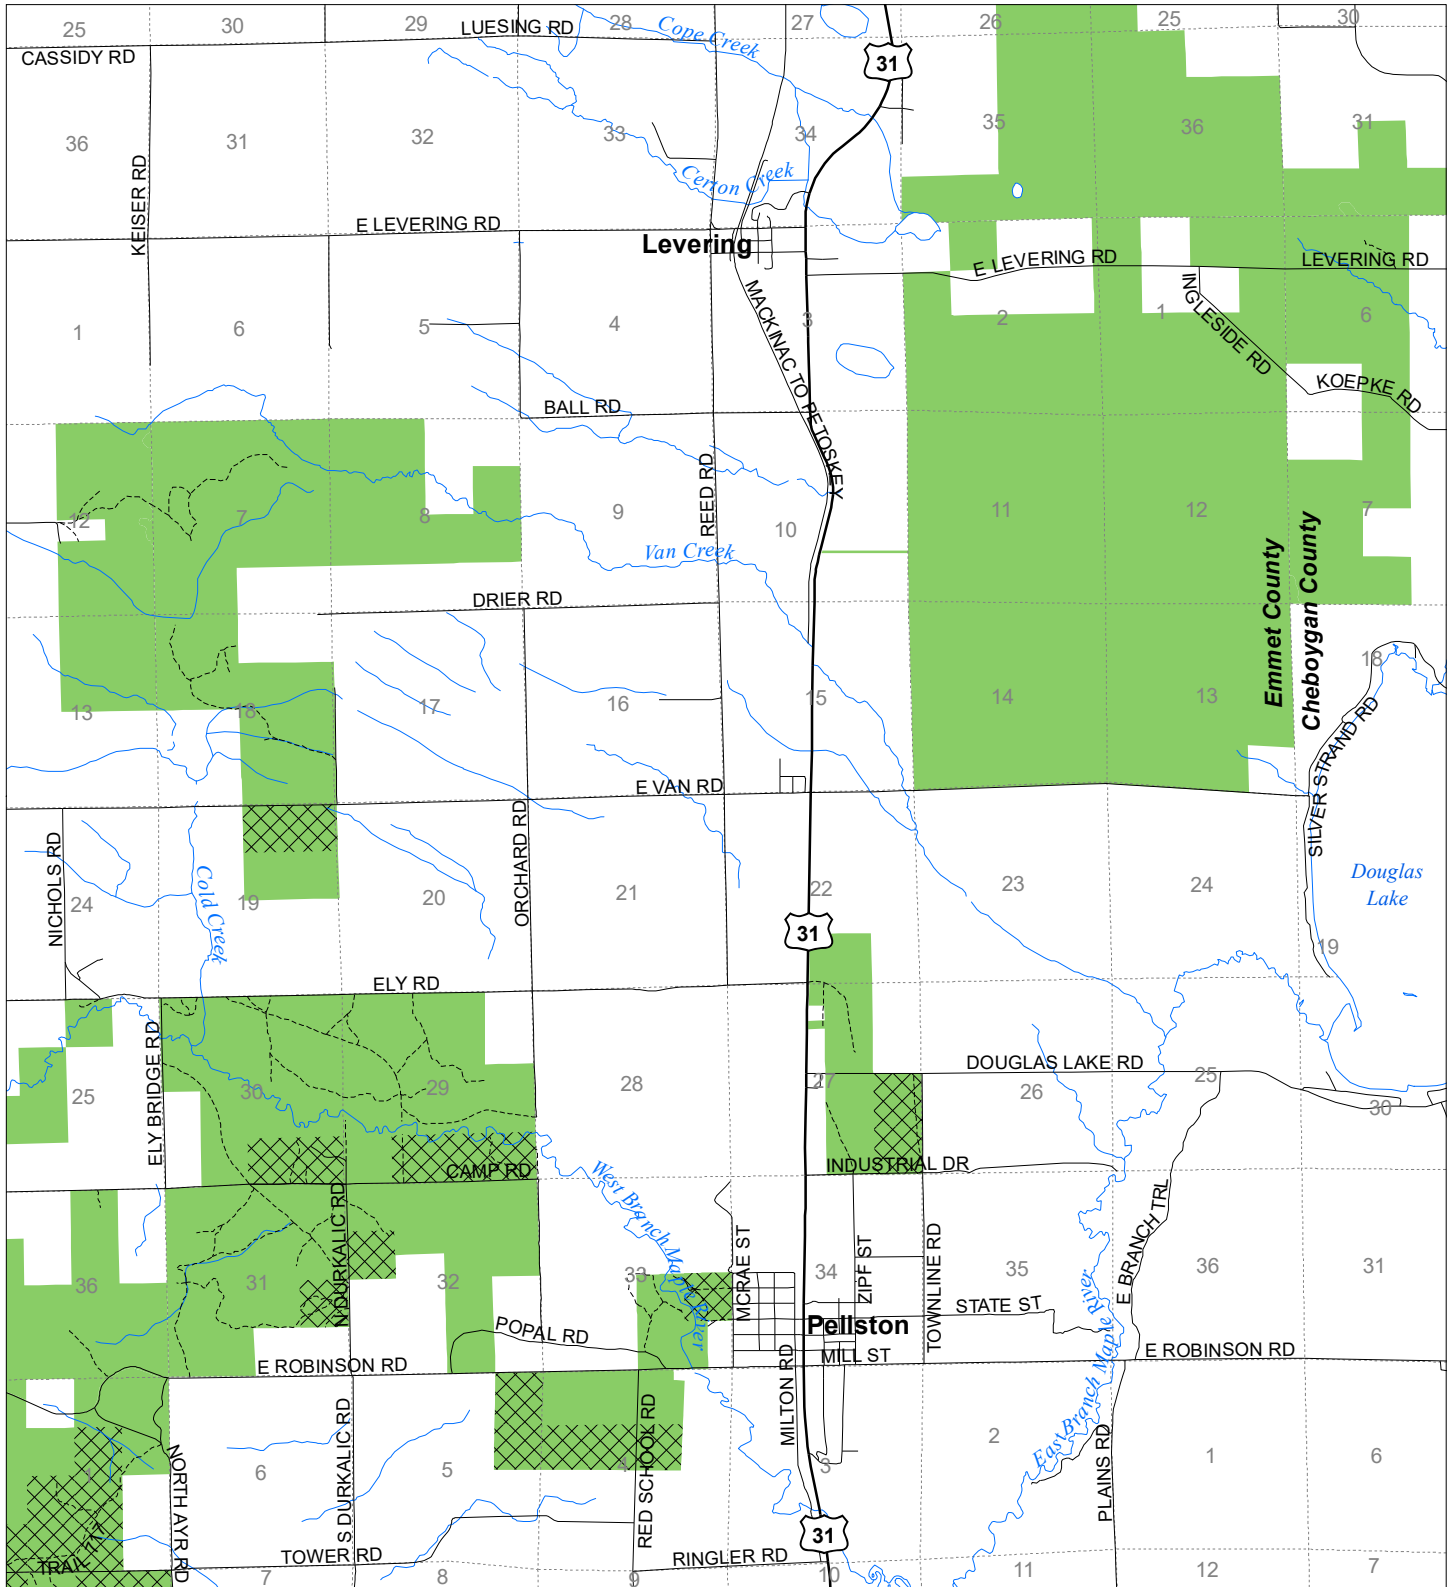 25
30
29
28
27
26
25
30
LUESING RD
Cope Creek
CASSIDY RD
31
36
31
32
33
34
35
36
31
KEISER RD
Certon Creek
E LEVERING RD
Levering
E LEVERING RD
LEVERING RD
INGLESIDE RD
MACKINAC TO PETOSKEY
1
6
5
4
3
2
1
6
KOEPKE RD
BALL RD
REED RD
12
7
8
9
10
11
12
7
Van Creek
Emmet County
Cheboygan County
DRIER RD
13
18
17
16
15
14
13
18
E VAN RD
SILVER STRAND RD
NICHOLS RD
ORCHARD RD
Cold Creek
Douglas
Lake
24
19
20
21
22
23
24
19
31
ELY RD
ELY BRIDGE RD
DOUGLAS LAKE RD
25
30
29
28
27
26
25
30
CAMP RD
INDUSTRIAL DR
West Branch Maple River
N DURKALIC RD
MCRAE ST
ZIPF ST
TOWNLINE RD
E BRANCH TRL
36
31
32
33
34
35
36
31
STATE ST
POPAL RD
Pellston
MILL ST
E ROBINSON RD
E ROBINSON RD
East Branch Maple River
MILTON RD
RED SCHOOL RD
S DURKALIC RD
NORTH AYR RD
PLAINS RD
1
6
5
4
3
2
1
6
31
TRAIL 717
TOWER RD
RINGLER RD
7
8
9
10
11
12
7